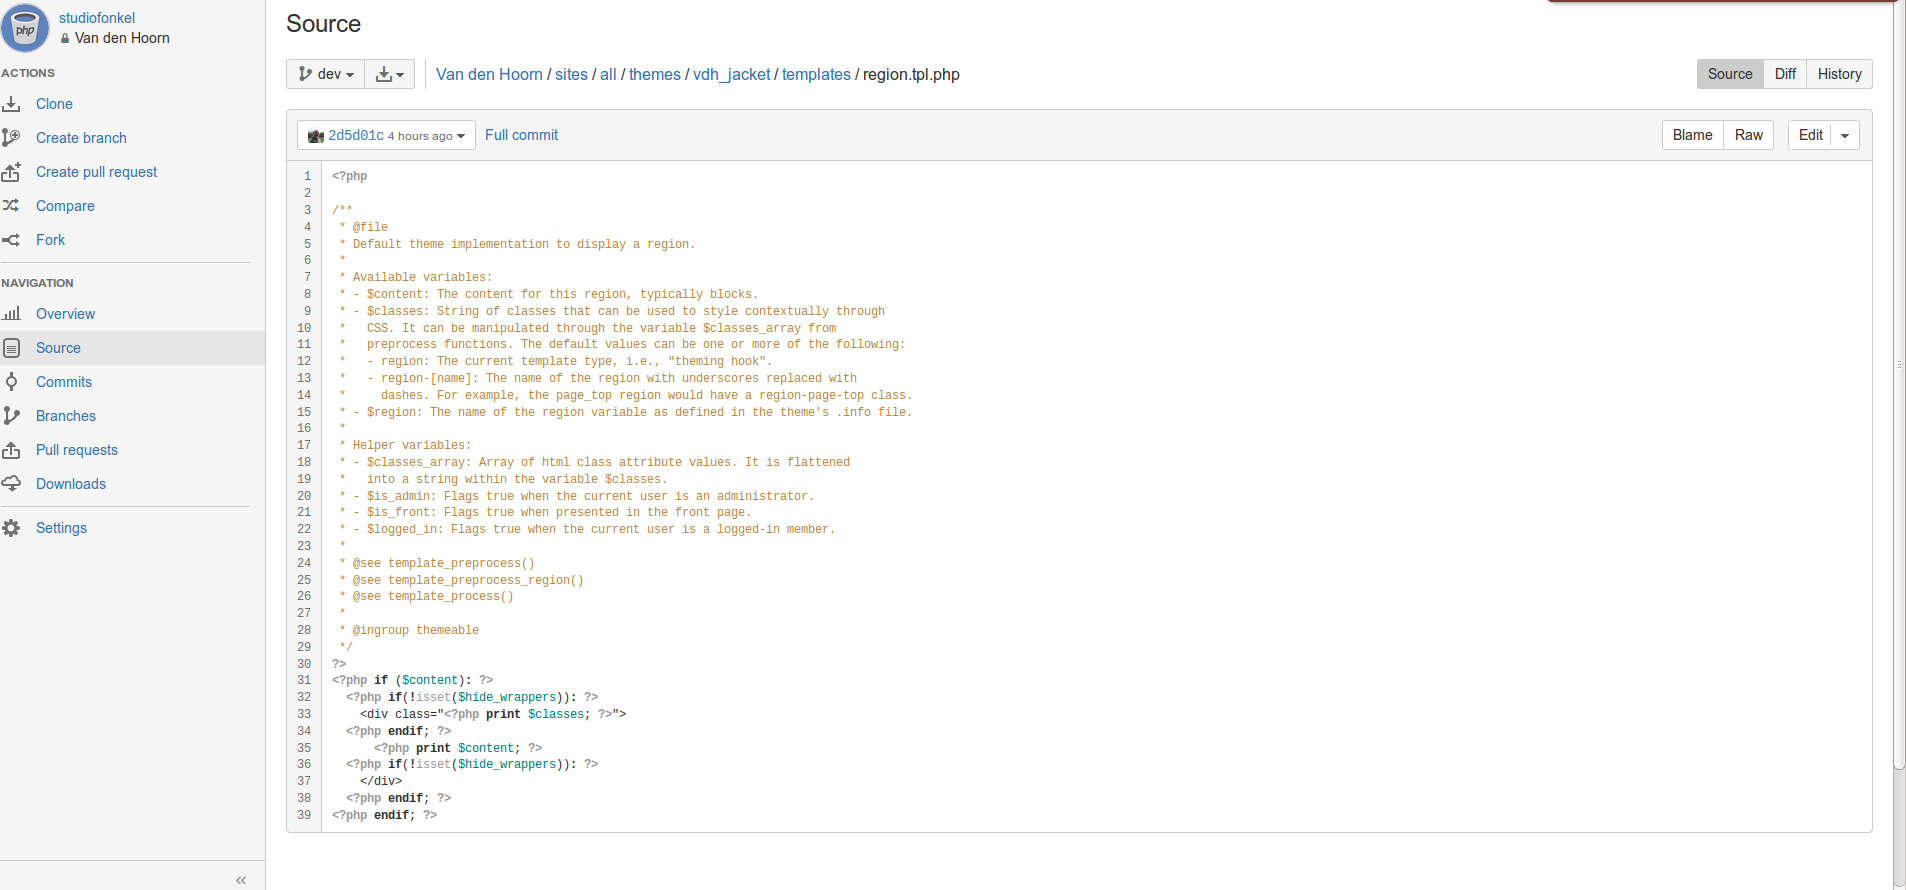 php
studiofonkel
Van den Hoorn
ACTIONS
Clone
Create branch
Create pull request
Compare
Fork
NAVIGATION
Overview
Source
Commits
Branches
Pull requests
Downloads
Settings
«
Source
dev
Van den Hoorn / sites / all / themes / vdh_jacket / templates / region.tpl.php
Source Diff History
2d5d01c 4 hours ago Full commit
Blame Raw Edit
1 <?php
2
3 /**
4  * @file
5  * Default theme implementation to display a region.
6  *
7  * Available variables:
8  * - $content: The content for this region, typically blocks.
9  * - $classes: String of classes that can be used to style contextually through
10  *   CSS. It can be manipulated through the variable $classes_array from
11  *   preprocess functions. The default values can be one or more of the following:
12  *   - region: The current template type, i.e., "theming hook".
13  *   - region-[name]: The name of the region with underscores replaced with
14  *     dashes. For example, the page_top region would have a region-page-top class.
15  * - $region: The name of the region variable as defined in the theme's .info file.
16  *
17  * Helper variables:
18  * - $classes_array: Array of html class attribute values. It is flattened
19  *   into a string within the variable $classes.
20  * - $is_admin: Flags true when the current user is an administrator.
21  * - $is_front: Flags true when presented in the front page.
22  * - $logged_in: Flags true when the current user is a logged-in member.
23  *
24  * @see template_preprocess()
25  * @see template_preprocess_region()
26  * @see template_process()
27  *
28  * @ingroup themeable
29  */
30 ?>
31 <?php if ($content): ?>
32   <?php if(!isset($hide_wrappers)): ?>
33     <div class="<?php print $classes; ?>">
34   <?php endif; ?>
35       <?php print $content; ?>
36   <?php if(!isset($hide_wrappers)): ?>
37     </div>
38   <?php endif; ?>
39 <?php endif; ?>